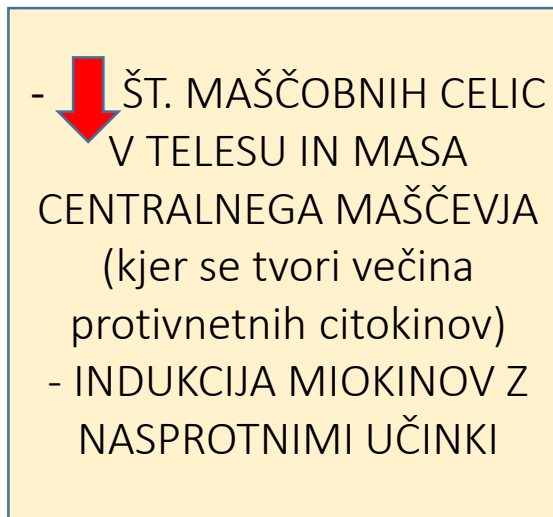 - ŠT. MAŠČOBNIH CELIC
V TELESU IN MASA
CENTRALNEGA MAŠČEVJA
(kjer se tvori večina
protivnetnih citokinov)
- INDUKCIJA MIOKINOV Z
NASPROTNIMI UČINKI